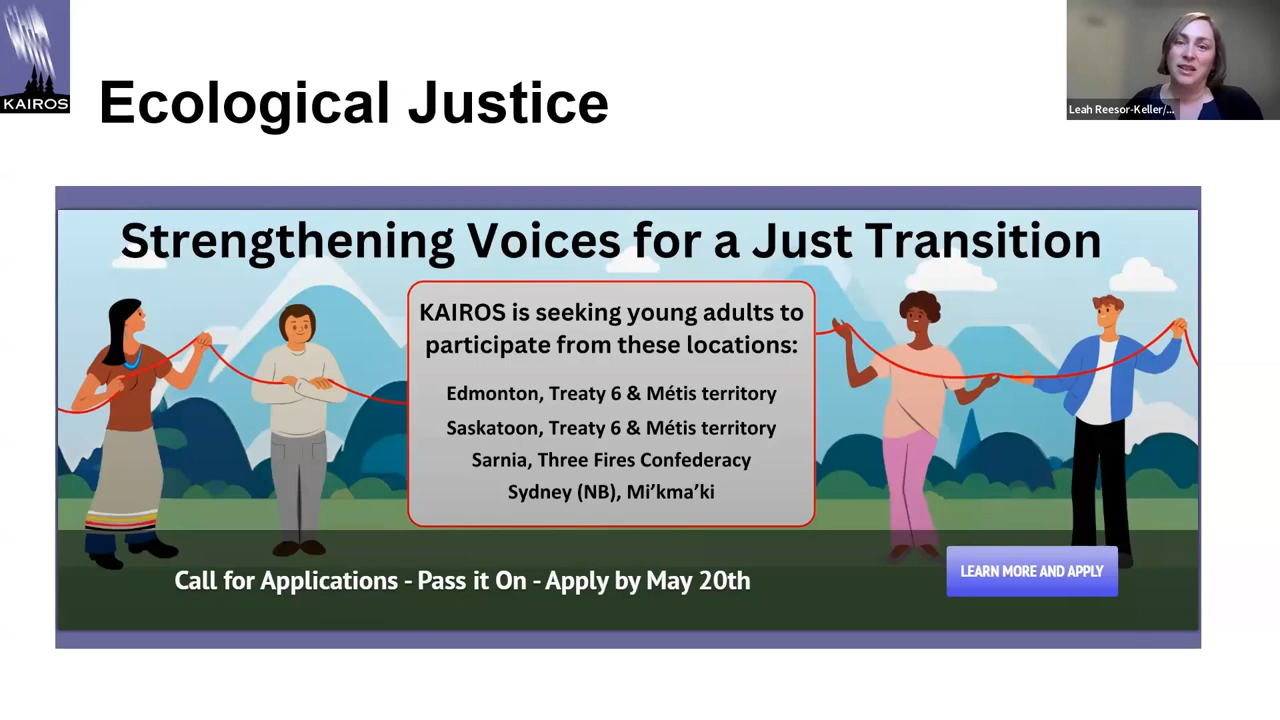 KAIROS
Leah Reesor-Keller/...
Ecological Justice
Strengthening Voices for a Just Transition
KAIROS is seeking young adults to
participate from these locations:
Edmonton, Treaty 6 & Métis territory
Saskatoon, Treaty 6 & Métis territory
Sarnia, Three Fires Confederacy
Sydney (NB), Mi’kma’ki
Call for Applications - Pass it On - Apply by May 20th
LEARN MORE AND APPLY